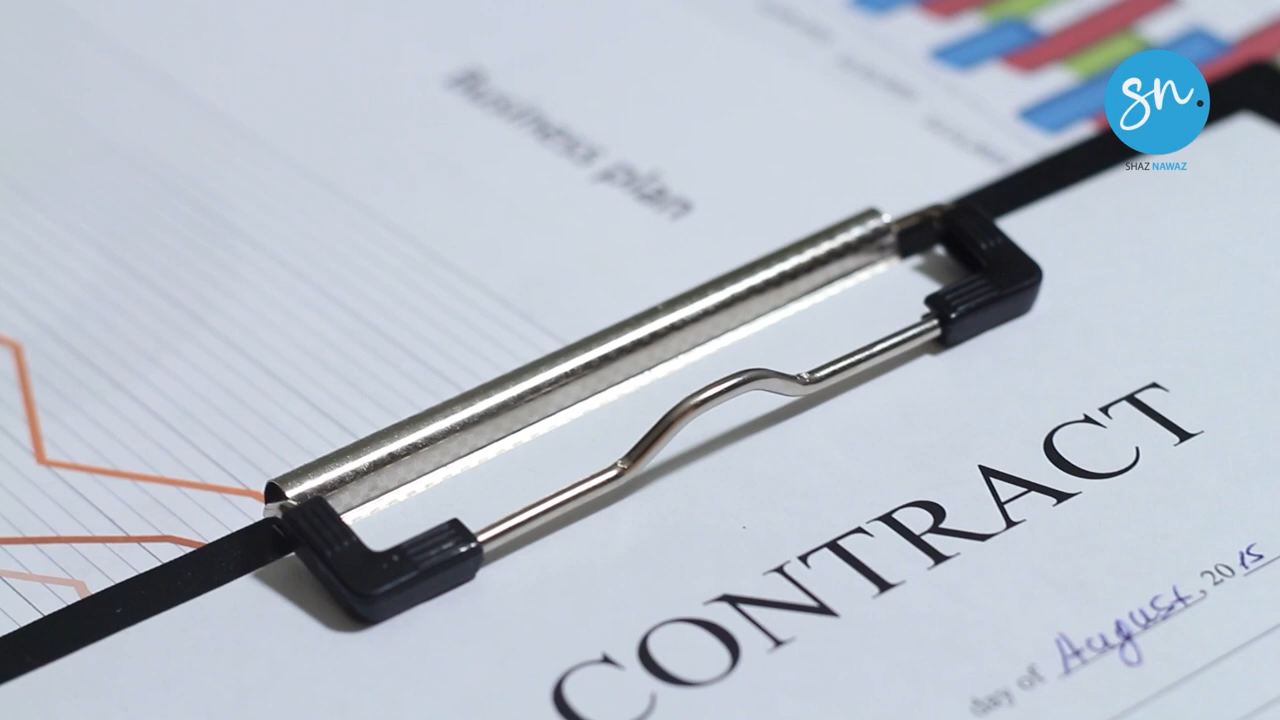 Business plan
sn.
SHAZ NAWAZ
CONTRACT
day of August, 2015